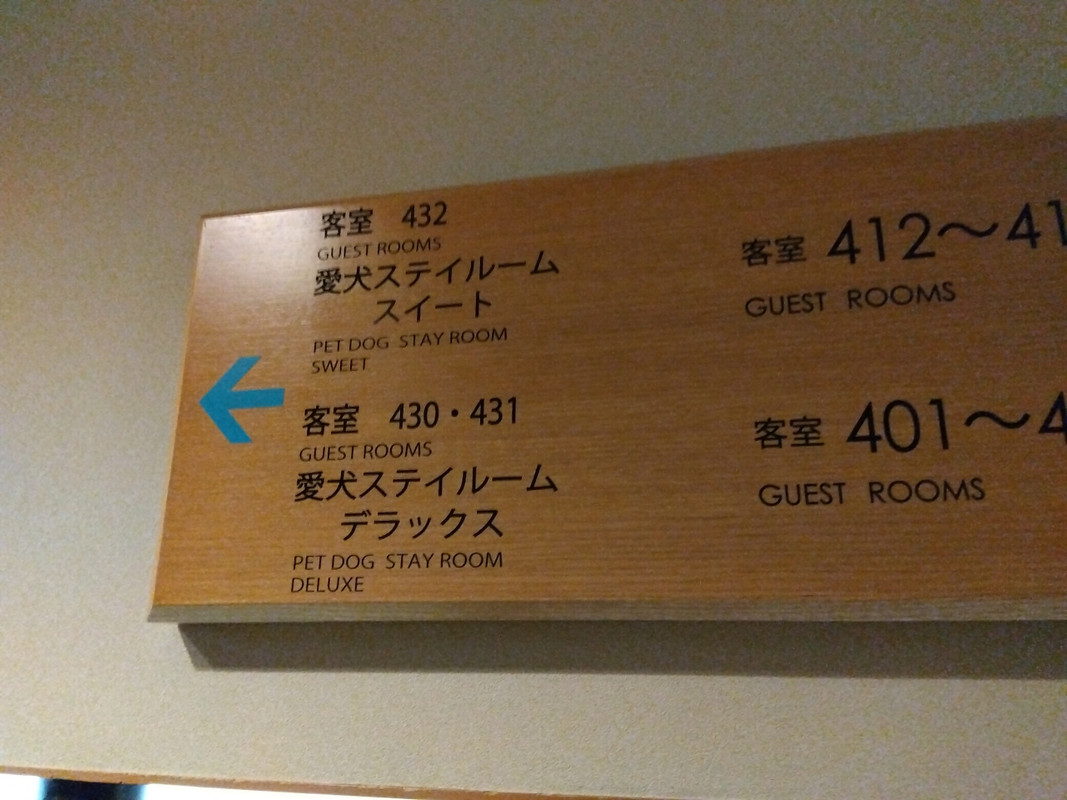 客室 432
GUEST ROOMS
愛犬ステイルーム
スイート
PET DOG STAY ROOM
SWEET
客室 430・431
GUEST ROOMS
愛犬ステイルーム
デラックス
PET DOG STAY ROOM
DELUXE
客室 412～
GUEST ROOMS
客室 401～
GUEST ROOMS